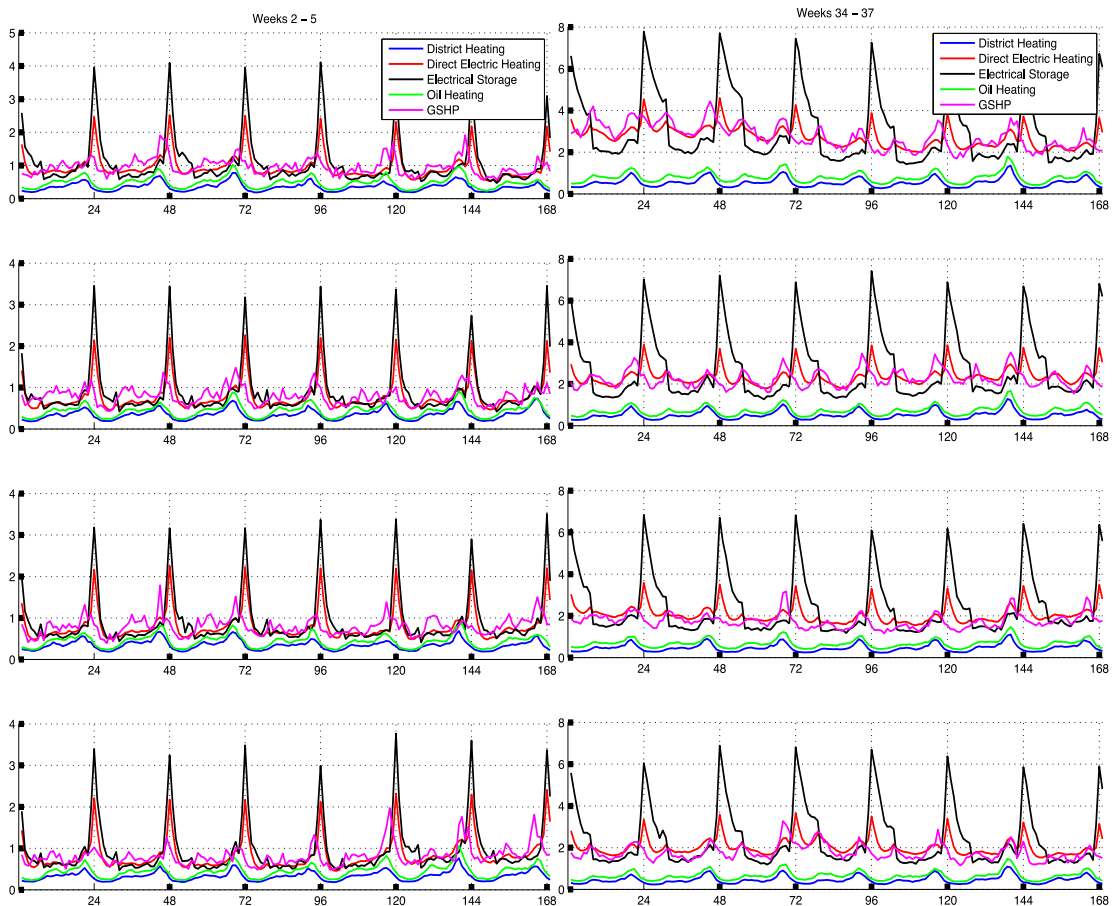 Weeks 2 – 5
5
4
3
2
1
0
District Heating
Direct Electric Heating
Electrical Storage
Oil Heating
GSHP
24 48 72 96 120 144 168
Weeks 34 – 37
8
6
4
2
0
District Heating
Direct Electric Heating
Electrical Storage
Oil Heating
GSHP
24 48 72 96 120 144 168
4
3
2
1
0
24 48 72 96 120 144 168
8
6
4
2
0
24 48 72 96 120 144 168
4
3
2
1
0
24 48 72 96 120 144 168
8
6
4
2
0
24 48 72 96 120 144 168
4
3
2
1
0
24 48 72 96 120 144 168
8
6
4
2
0
24 48 72 96 120 144 168